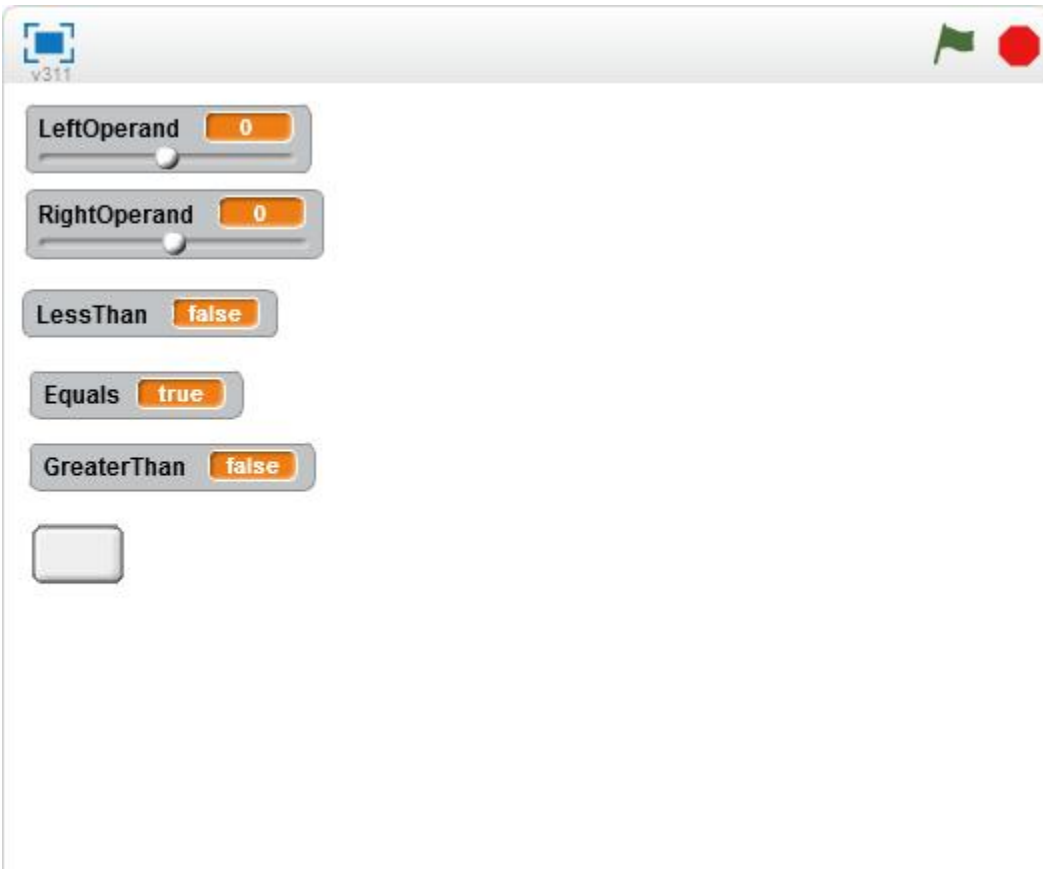 v311
LeftOperand 0
RightOperand 0
LessThan false
Equals true
GreaterThan false